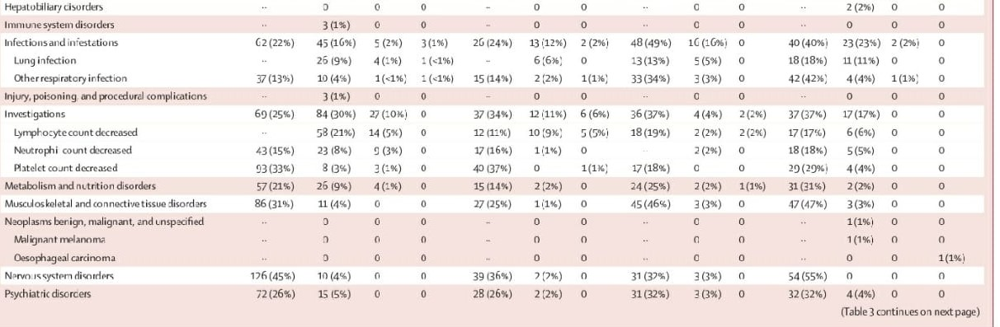 Hepatobiliary disorders .. 0 0 0 .. 0 0 .. 0 0 .. 2 (2%) 0 0
Immune system disorders .. 3 (1%) 0 0 .. 0 0 .. 0 0 .. 0 0 0
Infections and infestations 62 (22%) 45 (16%) 5 (2%) 3 (1%) 26 (24%) 13 (12%) 2 (2%) 48 (49%) 16 (16%) 0 40 (40%) 23 (23%) 2 (2%) 0
Lung infection .. 26 (9%) 4 (1%) 1 (<1%) .. 6 (6%) 0 13 (13%) 5 (5%) 0 18 (18%) 11 (11%) 0 0
Other respiratory infection 37 (13%) 10 (4%) 1 (<1%) 1 (<1%) 15 (14%) 2 (2%) 1 (1%) 33 (34%) 3 (3%) 0 42 (42%) 4 (4%) 1 (1%) 0
Injury, poisoning, and procedural complications .. 3 (1%) 0 0 .. 0 0 .. 0 0 .. 0 0 0
Investigations 69 (25%) 84 (30%) 27 (10%) 0 37 (34%) 12 (11%) 6 (6%) 36 (37%) 4 (4%) 2 (2%) 37 (37%) 17 (17%) 0 0
Lymphocyte count decreased .. 58 (21%) 14 (5%) 0 12 (11%) 10 (9%) 5 (5%) 18 (19%) 2 (2%) 2 (2%) 17 (17%) 6 (6%) 0 0
Neutrophi count decreased 43 (15%) 23 (8%) 9 (3%) 0 17 (16%) 1 (1%) 0 .. 2 (2%) 0 18 (18%) 5 (5%) 0 0
Platelet count decreased 93 (33%) 8 (3%) 3 (1%) 0 40 (37%) 0 1 (1%) 17 (18%) 0 0 29 (29%) 4 (4%) 0 0
Metabolism and nutrition disorders 57 (21%) 26 (9%) 4 (1%) 0 15 (14%) 2 (2%) 0 24 (25%) 2 (2%) 1 (1%) 31 (31%) 2 (2%) 0 0
Musculoskeletal and connective tissue disorders 86 (31%) 11 (4%) 0 0 27 (25%) 1 (1%) 0 45 (46%) 3 (3%) 0 47 (47%) 3 (3%) 0 0
Neoplasms benign, malignant, and unspecified .. 0 0 0 .. 0 0 .. 0 0 .. 1 (1%) 0 0
Malignant melanoma .. 0 0 0 .. 0 0 .. 0 0 .. 1 (1%) 0 0
Oesophageal carcinoma .. 0 0 0 .. 0 0 .. 0 0 .. 0 0 1 (1%)
Nervous system disorders 126 (45%) 10 (4%) 0 0 39 (36%) 2 (2%) 0 31 (32%) 3 (3%) 0 54 (55%) 0 0 0
Psychiatric disorders 72 (26%) 15 (5%) 0 0 28 (26%) 2 (2%) 0 31 (32%) 3 (3%) 0 32 (32%) 4 (4%) 0 0
(Table 3 continues on next page)